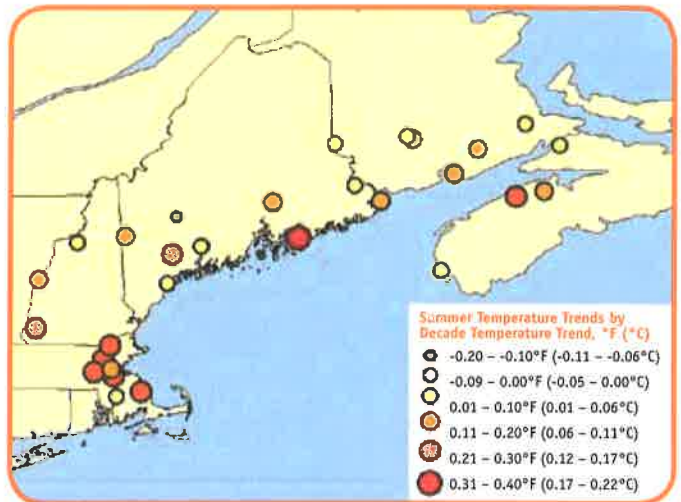 Summer Temperature Trends by
Decade Temperature Trend, °F (°C)
-0.20 – -0.10°F (-0.11 – -0.06°C)
-0.09 – 0.00°F (-0.05 – 0.00°C)
0.01 – 0.10°F (0.01 – 0.06°C)
0.11 – 0.20°F (0.06 – 0.11°C)
0.21 – 0.30°F (0.12 – 0.17°C)
0.31 – 0.40°F (0.17 – 0.22°C)